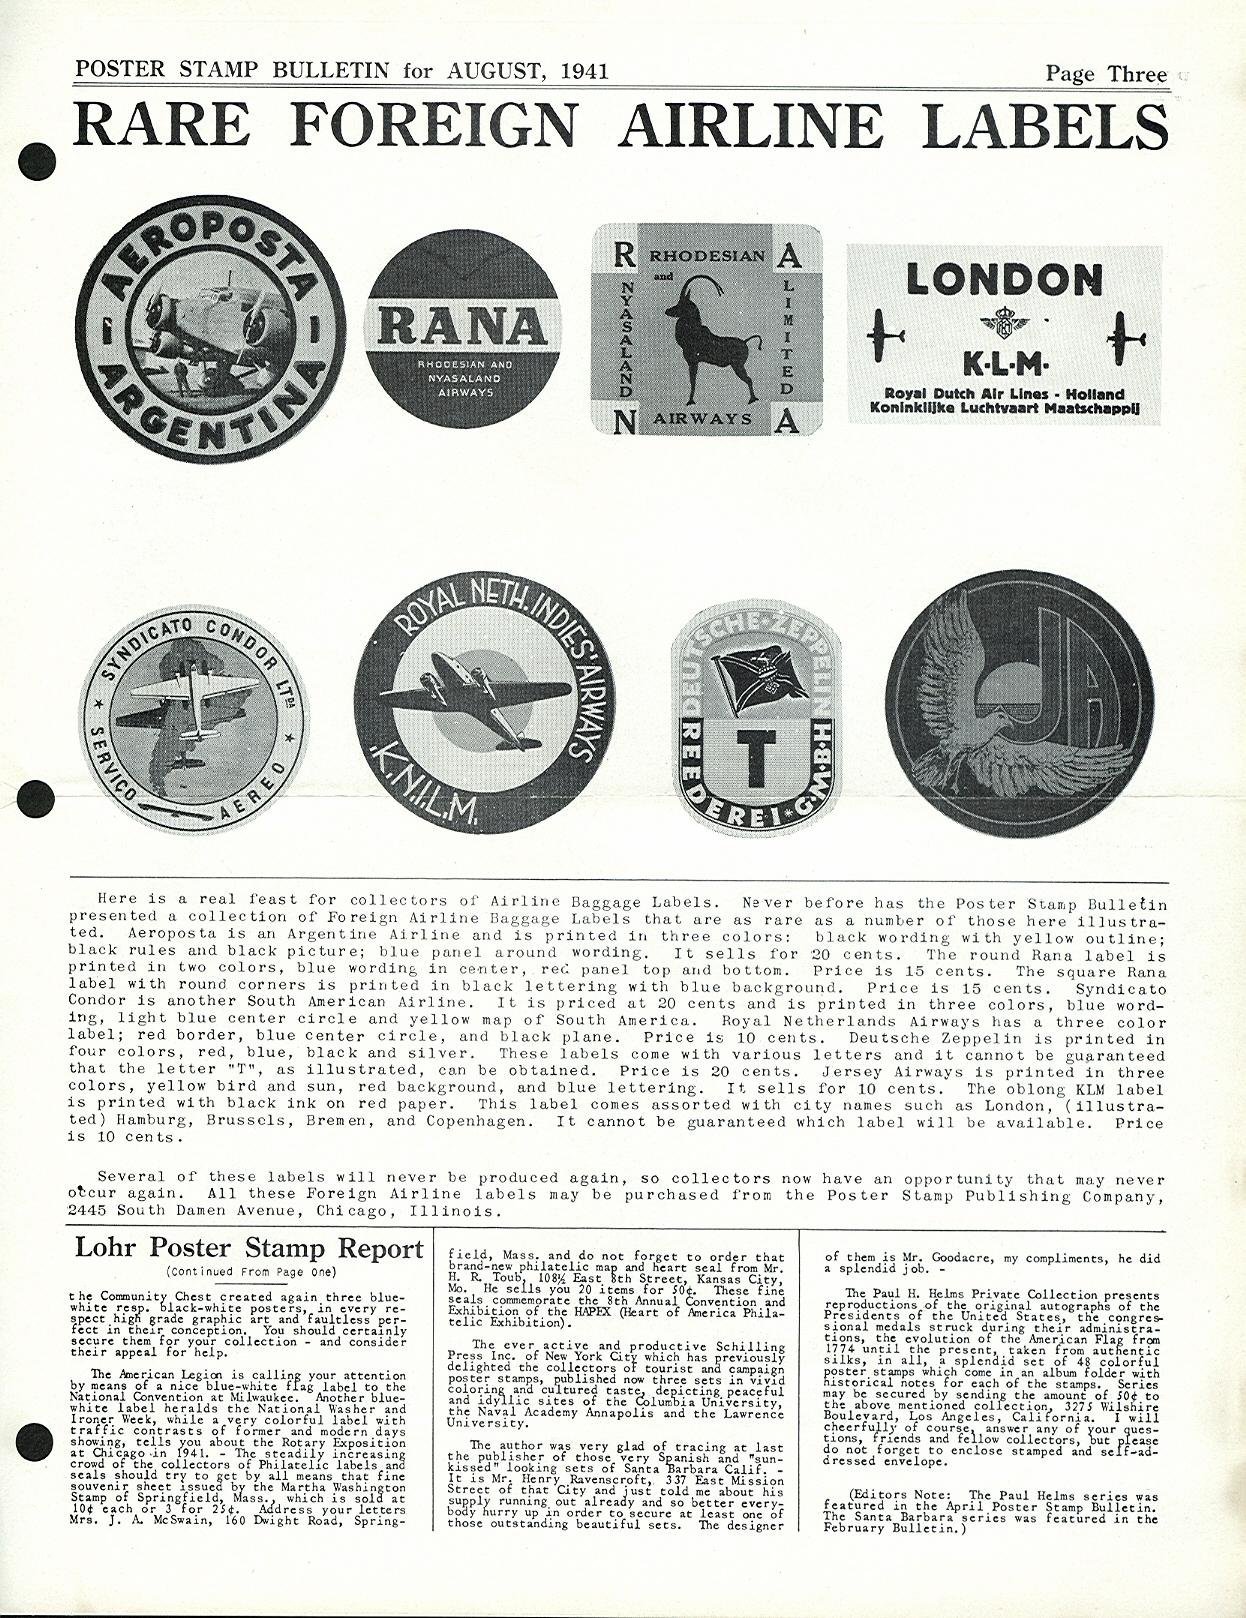 POSTER STAMP BULLETIN for AUGUST, 1941
Page Three
RARE FOREIGN AIRLINE LABELS
AEROPOSTA
ARGENTINA
RANA
RHODESIAN AND
NYASALAND
AIRWAYS
R RHODESIAN A
and
NYASALAND
LIMITED
N AIRWAYS A
LONDON
K·L·M·
Royal Dutch Air Lines - Holland
Koninklijke Luchtvaart Maatschappij
SYNDICATO CONDOR LTDA
SERVIÇO AEREO
ROYAL NETH. INDIES' AIRWAYS
K.N.I.L.M.
DEUTSCHE·ZEPPELIN
T
REEDEREI * G·M·B·H
JA
Here is a real feast for collectors of Airline Baggage Labels. Never before has the Poster Stamp Bulletin
presented a collection of Foreign Airline Baggage Labels that are as rare as a number of those here illustra-
ted. Aeroposta is an Argentine Airline and is printed in three colors: black wording with yellow outline;
black rules and black picture; blue panel around wording. It sells for 20 cents. The round Rana label is
printed in two colors, blue wording in center, red panel top and bottom. Price is 15 cents. The square Rana
label with round corners is printed in black lettering with blue background. Price is 15 cents. Syndicato
Condor is another South American Airline. It is priced at 20 cents and is printed in three colors, blue word-
ing, light blue center circle and yellow map of South America. Royal Netherlands Airways has a three color
label; red border, blue center circle, and black plane. Price is 10 cents. Deutsche Zeppelin is printed in
four colors, red, blue, black and silver. These labels come with various letters and it cannot be guaranteed
that the letter "T", as illustrated, can be obtained. Price is 20 cents. Jersey Airways is printed in three
colors, yellow bird and sun, red background, and blue lettering. It sells for 10 cents. The oblong KLM label
is printed with black ink on red paper. This label comes assorted with city names such as London, (illustra-
ted) Hamburg, Brussels, Bremen, and Copenhagen. It cannot be guaranteed which label will be available. Price
is 10 cents.
Several of these labels will never be produced again, so collectors now have an opportunity that may never
occur again. All these Foreign Airline labels may be purchased from the Poster Stamp Publishing Company,
2445 South Damen Avenue, Chicago, Illinois.
Lohr Poster Stamp Report
(Continued From Page One)
the Community Chest created again three blue-
white resp. black-white posters, in every re-
spect high grade graphic art and faultless per-
fect in their conception. You should certainly
secure them for your collection - and consider
their appeal for help.
The American Legion is calling your attention
by means of a nice blue-white flag label to the
National Convention at Milwaukee. Another blue-
white label heralds the National Washer and
Ironer Week, while a very colorful label with
traffic contrasts of former and modern days
showing, tells you about the Rotary Exposition
at Chicago in 1941. - The steadily increasing
crowd of the collectors of Philatelic labels and
seals should try to get by all means that fine
souvenir sheet issued by the Martha Washington
Stamp of Springfield, Mass., which is sold at
10¢ each or 3 for 25¢. Address your letters
Mrs. J. A. McSwain, 160 Dwight Road, Spring-
field, Mass. and do not forget to order that
brand-new philatelic map and heart seal from Mr.
H. R. Toub, 108½ East 8th Street, Kansas City,
Mo. He sells you 20 items for 50¢. These fine
seals commemorate the 8th Annual Convention and
Exhibition of the HAPEX (Heart of America Phila-
telic Exhibition).
The ever active and productive Schilling
Press Inc. of New York City which has previously
delighted the collectors of tourist and campaign
poster stamps, published now three sets in vivid
coloring and cultured taste, depicting peaceful
and idyllic sites of the Columbia University,
the Naval Academy Annapolis and the Lawrence
University.
The author was very glad of tracing at last
the publisher of those very Spanish and "sun-
kissed" looking sets of Santa Barbara Calif. -
It is Mr. Henry Ravenscroft, 337 East Mission
Street of that City and just told me about his
supply running out already and so better every-
body hurry up in order to secure at least one of
those outstanding beautiful sets. The designer
of them is Mr. Goodacre, my compliments, he did
a splendid job. -
The Paul H. Helms Private Collection presents
reproductions of the original autographs of the
Presidents of the United States, the congres-
sional medals struck during their administra-
tions, the evolution of the American Flag from
1774 until the present, taken from authentic
silks, in all, a splendid set of 48 colorful
poster stamps which come in an album folder with
historical notes for each of the stamps. Series
may be secured by sending the amount of 50¢ to
the above mentioned collection, 3275 Wilshire
Boulevard, Los Angeles, California. I will
cheerfully of course, answer any of your ques-
tions, friends and fellow collectors, but please
do not forget to enclose stamped and self-ad-
dressed envelope.
(Editors Note: The Paul Helms series was
featured in the April Poster Stamp Bulletin.
The Santa Barbara series was featured in the
February Bulletin.)